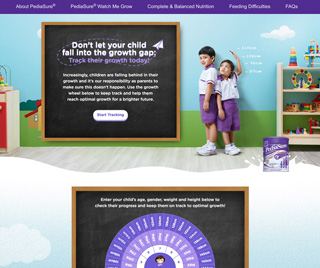 About PediaSure®
PediaSure® Watch Me Grow
Complete & Balanced Nutrition
Feeding Difficulties
FAQs
Don't let your child
fall into the growth gap;
Track their growth today!
Increasingly, children are falling behind in their
growth and it's our responsibility as parents to
make sure this doesn't happen. Use the growth
wheel below to keep track and help them
reach optimal growth for a brighter future.
Start Tracking
PediaSure
Enter your child's age, gender, weight and height below to
check their progress and keep them on track to optimal growth!